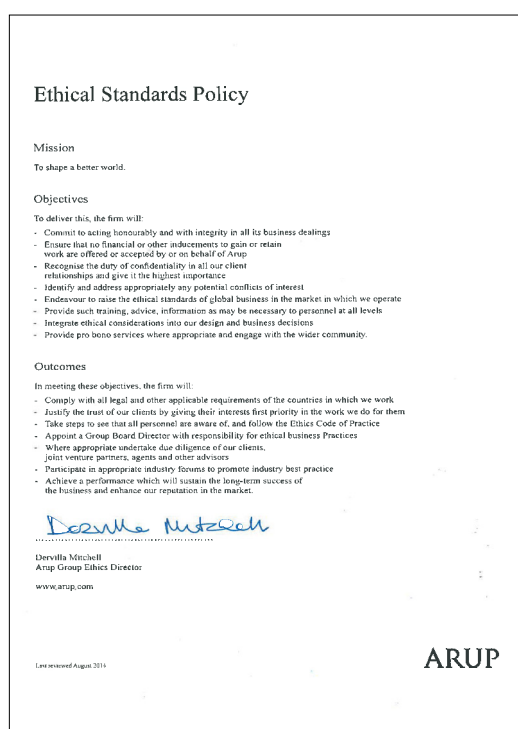 Ethical Standards Policy
Mission
To shape a better world.
Objectives
To deliver this, the firm will:
- Commit to acting honourably and with integrity in all its business dealings
- Ensure that no financial or other inducements to gain or retain
work are offered or accepted by or on behalf of Arup
- Recognise the duty of confidentiality in all our client
relationships and give it the highest importance
- Identify and address appropriately any potential conflicts of interest
- Endeavour to raise the ethical standards of global business in the market in which we operate
- Provide such training, advice, information as may be necessary to personnel at all levels
- Integrate ethical considerations into our design and business decisions
- Provide pro bono services where appropriate and engage with the wider community.
Outcomes
In meeting these objectives, the firm will:
- Comply with all legal and other applicable requirements of the countries in which we work
- Justify the trust of our clients by giving their interests first priority in the work we do for them
- Take steps to see that all personnel are aware of, and follow the Ethics Code of Practice
- Appoint a Group Board Director with responsibility for ethical business Practices
- Where appropriate undertake due diligence of our clients,
joint venture partners, agents and other advisors
- Participate in appropriate industry forums to promote industry best practice
- Achieve a performance which will sustain the long-term success of
the business and enhance our reputation in the market.
Dervilla Mitchell
Dervilla Mitchell
Arup Group Ethics Director
www.arup.com
Last reviewed August 2014
ARUP